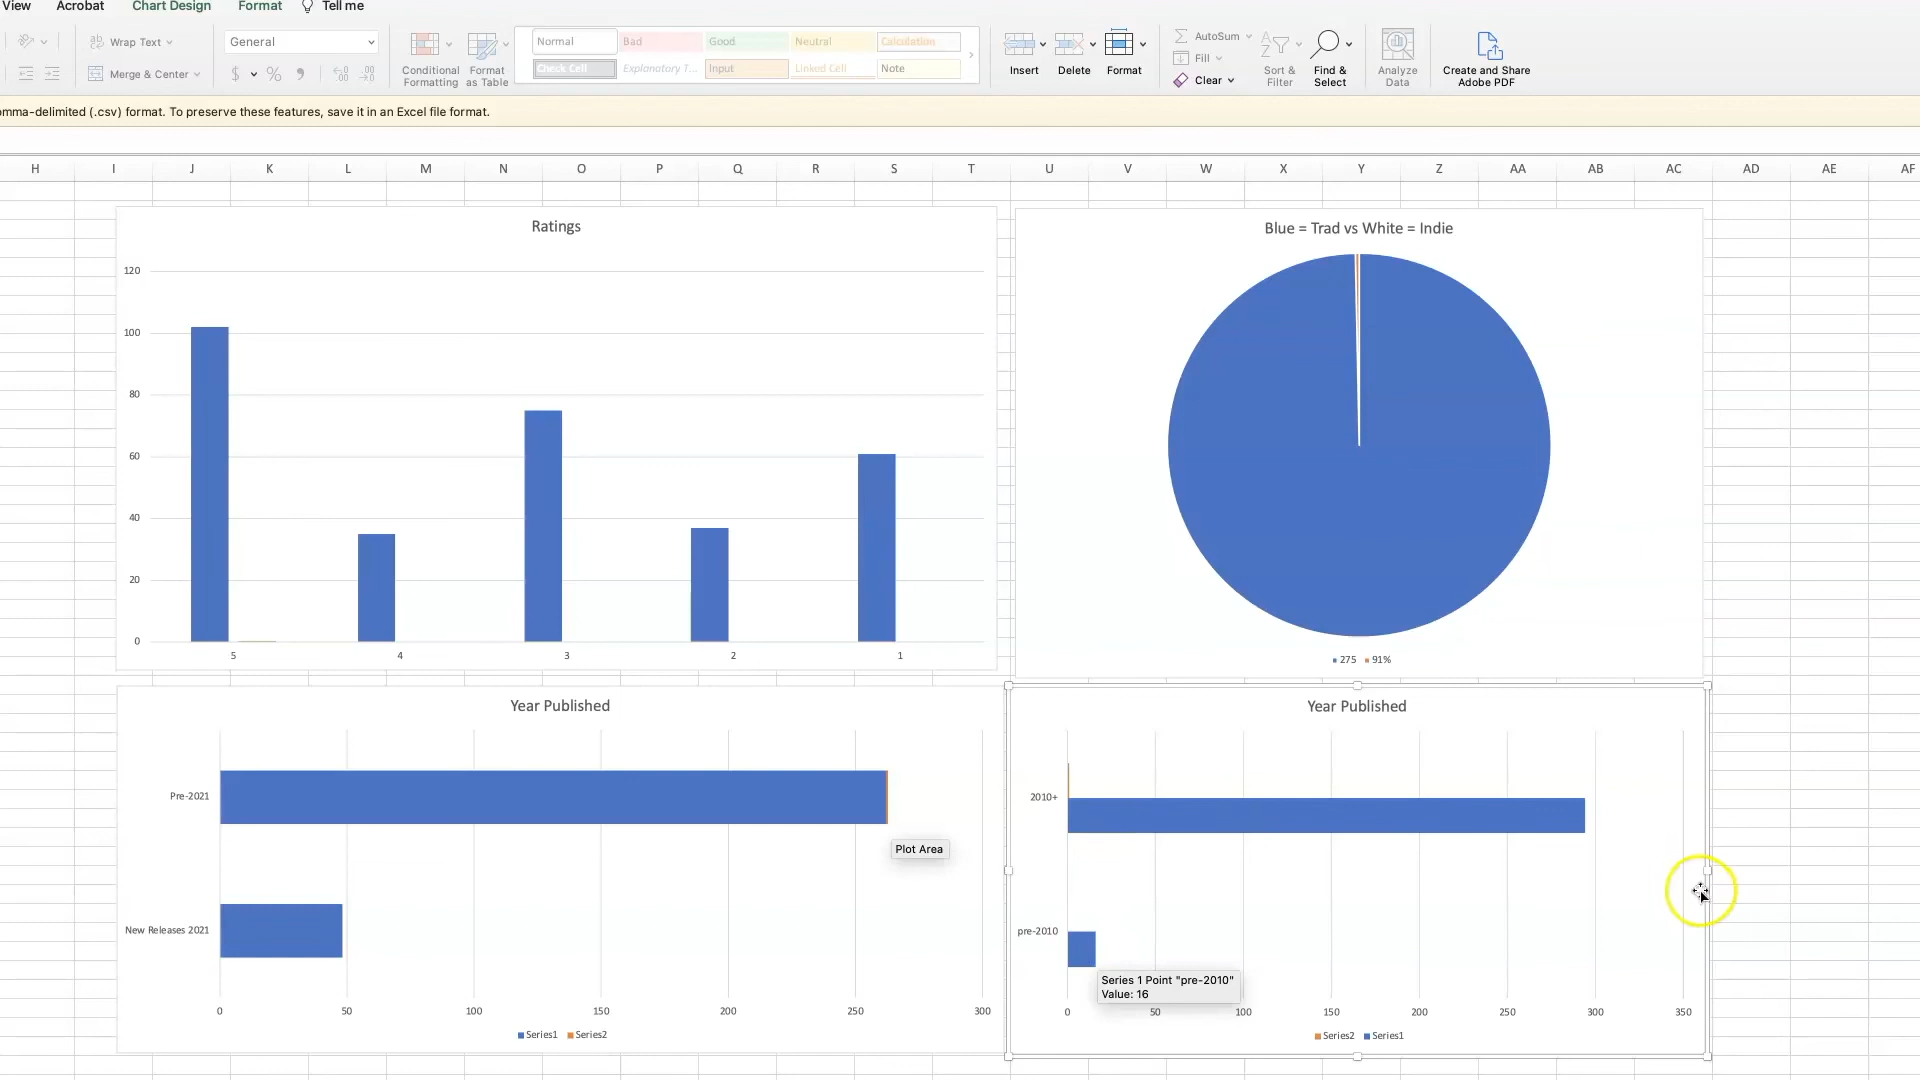 View Acrobat Chart Design Format Tell me
Wrap Text General Normal Bad Good Neutral Calculation AutoSum
Fill
Merge & Center $ % Conditional Formatting Format as Table Check Cell Explanatory T... Input Linked Cell Note Insert Delete Format Clear Sort & Filter Find & Select Analyze Data Create and Share Adobe PDF
omma-delimited (.csv) format. To preserve these features, save it in an Excel file format.
H I J K L M N O P Q R S T U V W X Y Z AA AB AC AD AE AF
Ratings
120
100
80
60
40
20
0
5 4 3 2 1
Blue = Trad vs White = Indie
275 91%
Year Published
Pre-2021
Plot Area
New Releases 2021
0 50 100 150 200 250 300
Series1 Series2
Year Published
2010+
pre-2010
Series 1 Point "pre-2010"
Value: 16
0 50 100 150 200 250 300 350
Series2 Series1